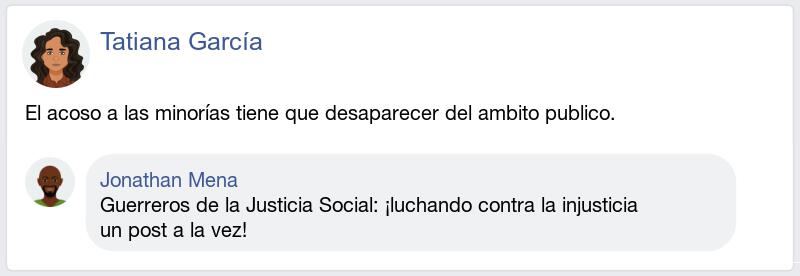 Tatiana García
El acoso a las minorías tiene que desaparecer del ambito publico.
Jonathan Mena
Guerreros de la Justicia Social: ¡luchando contra la injusticia
un post a la vez!